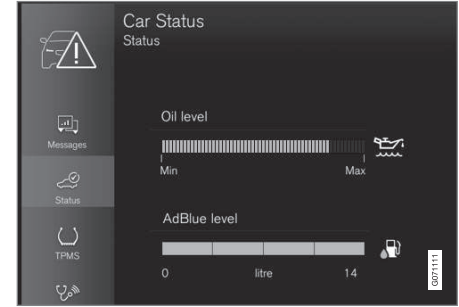 Car Status
Status
Messages
Status
TPMS
Oil level
Min Max
AdBlue level
0 litre 14
G071111